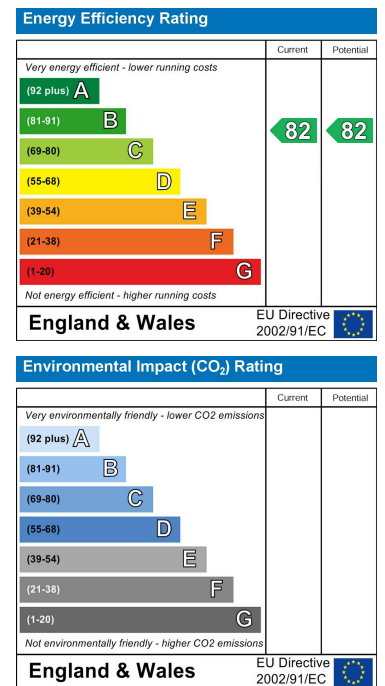 Energy Efficiency Rating
Current Potential
Very energy efficient - lower running costs
(92 plus) A
(81-91) B
82 82
(69-80) C
(55-68) D
(39-54) E
(21-38) F
(1-20) G
Not energy efficient - higher running costs
England & Wales
EU Directive
2002/91/EC
Environmental Impact (CO₂) Rating
Current Potential
Very environmentally friendly - lower CO2 emissions
(92 plus) A
(81-91) B
(69-80) C
(55-68) D
(39-54) E
(21-38) F
(1-20) G
Not environmentally friendly - higher CO2 emissions
England & Wales
EU Directive
2002/91/EC